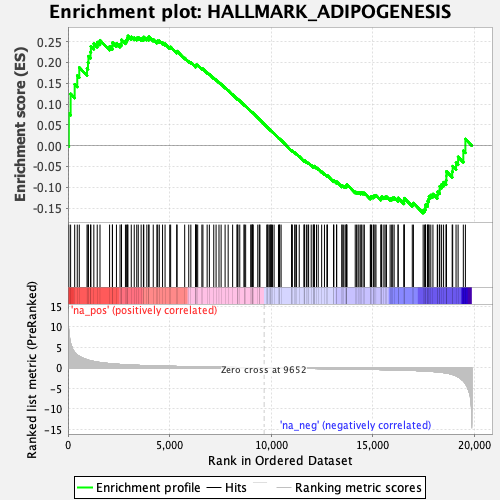 Enrichment plot: HALLMARK_ADIPOGENESIS
Enrichment score (ES)
0.25
0.20
0.15
0.10
0.05
0.00
-0.05
-0.10
-0.15
'na_pos' (positively correlated)
Ranked list metric (PreRanked)
15
10
5
0
-5
-10
-15
Zero cross at 9652
'na_neg' (negatively correlated)
0
5,000
10,000
15,000
20,000
Rank in Ordered Dataset
Enrichment profile
Hits
Ranking metric scores